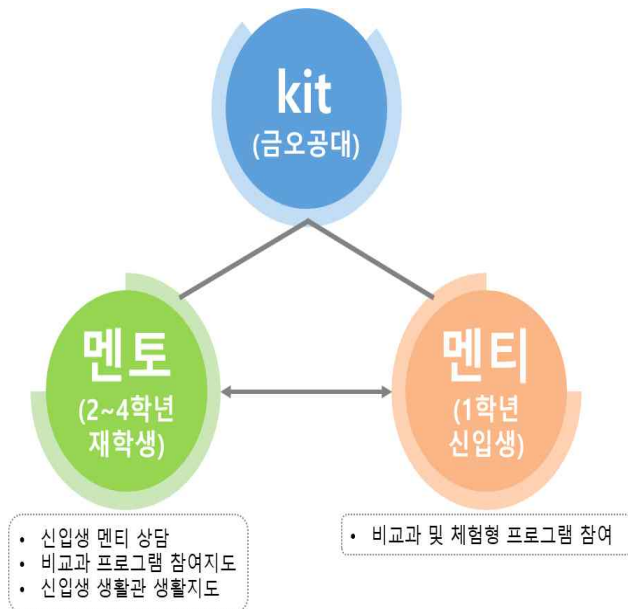 kit
(금오공대)
멘토
(2~4학년
재학생)
멘티
(1학년
신입생)
• 신입생 멘티 상담
• 비교과 프로그램 참여지도
• 신입생 생활관 생활지도
• 비교과 및 체험형 프로그램 참여